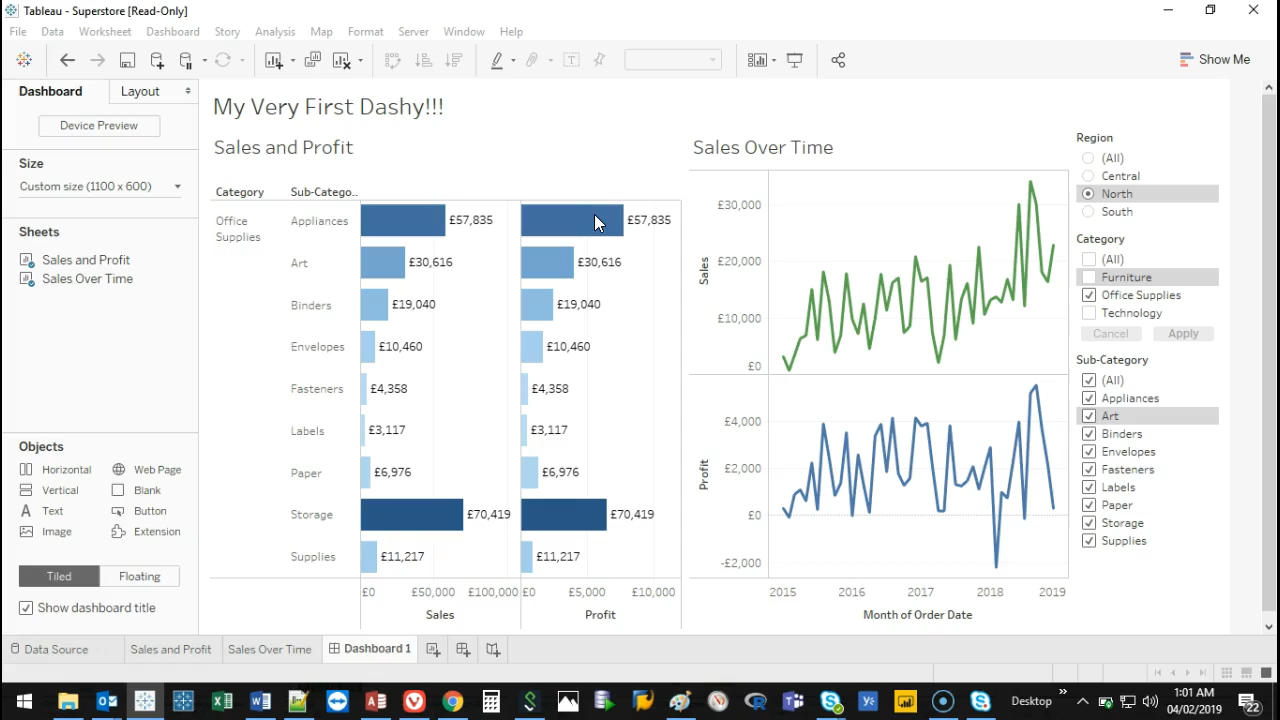 Tableau - Superstore [Read-Only]
File Data Worksheet Dashboard Story Analysis Map Format Server Window Help
Show Me
Dashboard Layout
Device Preview
Size
Custom size (1100 x 600)
Sheets
Sales and Profit
Sales Over Time
Objects
Horizontal Web Page
Vertical Blank
Text Button
Image Extension
Tiled Floating
Show dashboard title
My Very First Dashy!!!
Sales and Profit
Category Sub-Catego..
Office Supplies Appliances £57,835 £57,835
Art £30,616 £30,616
Binders £19,040 £19,040
Envelopes £10,460 £10,460
Fasteners £4,358 £4,358
Labels £3,117 £3,117
Paper £6,976 £6,976
Storage £70,419 £70,419
Supplies £11,217 £11,217
£0 £50,000 £100,000 £0 £5,000 £10,000
Sales Profit
Sales Over Time
£30,000
£20,000
£10,000
£0
Sales
£4,000
£2,000
£0
-£2,000
Profit
2015 2016 2017 2018 2019
Month of Order Date
Region
(All)
Central
North
South
Category
(All)
Furniture
Office Supplies
Technology
Cancel Apply
Sub-Category
(All)
Appliances
Art
Binders
Envelopes
Fasteners
Labels
Paper
Storage
Supplies
Data Source Sales and Profit Sales Over Time Dashboard 1
Desktop
1:01 AM
04/02/2019
22